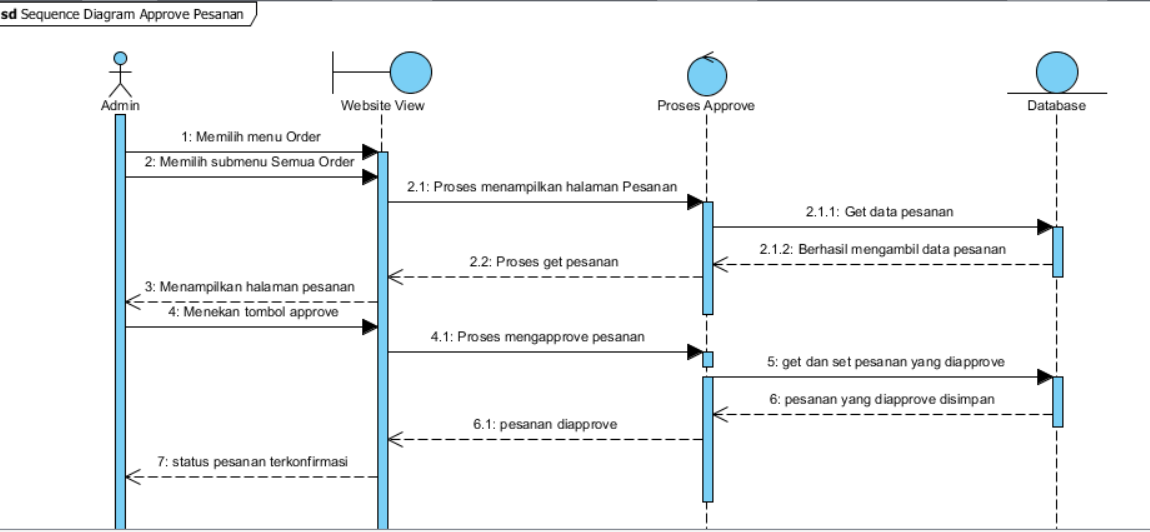 sd Sequence Diagram Approve Pesanan
Admin
Website View
Proses Approve
Database
1: Memilih menu Order
2: Memilih submenu Semua Order
2.1: Proses menampilkan halaman Pesanan
2.1.1: Get data pesanan
2.1.2: Berhasil mengambil data pesanan
2.2: Proses get pesanan
3: Menampilkan halaman pesanan
4: Menekan tombol approve
4.1: Proses mengapprove pesanan
5: get dan set pesanan yang diapprove
6: pesanan yang diapprove disimpan
6.1: pesanan diapprove
7: status pesanan terkonfirmasi